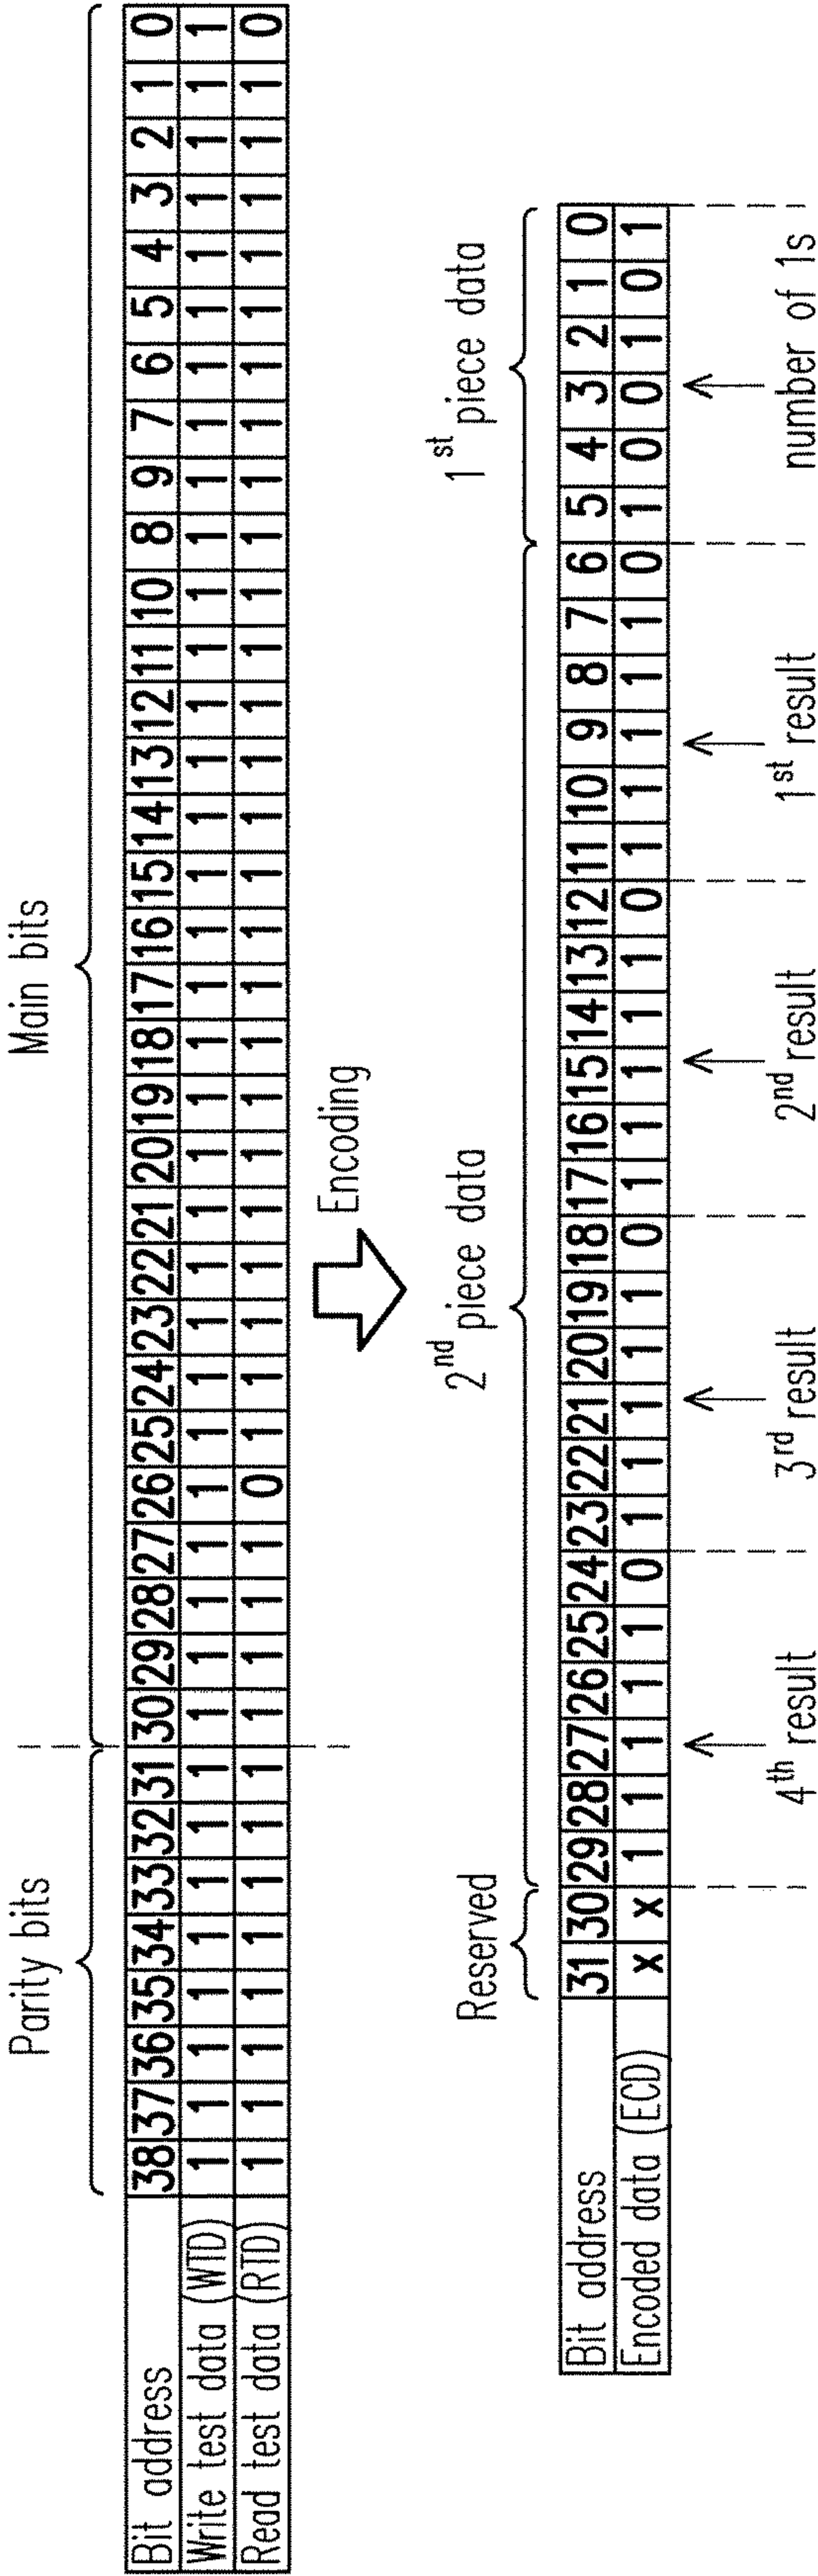 Parity bits Main bits
Bit address 38 37 36 35 34 33 32 31 30 29 28 27 26 25 24 23 22 21 20 19 18 17 16 15 14 13 12 11 10 8 9 7 6 5 4 3 2 1 0
Write test data (WTD) 1 1 1 1 1 1 1 1 1 1 1 1 1 1 1 1 1 1 1 1 1 1 1 1 1 1 1 1 1 1 1 1 1 1 1 1 1 1 1
Read test data (RTD) 1 1 1 1 1 1 1 1 1 1 1 1 0 1 1 1 1 1 1 1 1 1 1 1 1 1 1 1 1 1 1 1 1 1 1 1 1 1 0
Encoding
Reserved 2nd piece data 1st piece data
Bit address 31 30 29 28 27 26 25 24 23 22 21 20 19 18 17 16 15 14 13 12 11 10 9 8 7 6 5 4 3 2 1 0
Encoded data (ECD) x x 1 1 1 1 1 0 1 1 1 1 1 0 1 1 1 1 1 0 1 1 1 1 1 0 1 0 0 1 0 1
4th result 3rd result 2nd result 1st result number of 1s